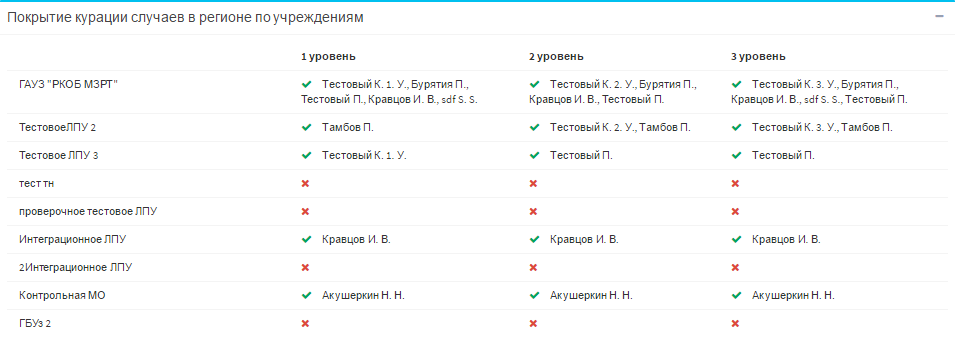 Покрытие курации случаев в регионе по учреждениям
1 уровень 2 уровень 3 уровень
ГАУЗ "РКОБ МЗРТ" Тестовый К. 1. У., Бурятия П., Тестовый К. 2. У., Бурятия П., Тестовый К. 3. У., Бурятия П.,
Тестовый П., Кравцов И. В., sdf S. S. Кравцов И. В., Тестовый П. Кравцов И. В., sdf S. S., Тестовый П.
ТестовоеЛПУ 2 Тамбов П. Тестовый К. 2. У., Тамбов П. Тестовый К. 3. У., Тамбов П.
Тестовое ЛПУ 3 Тестовый К. 1. У. Тестовый П. Тестовый П.
тест тн
проверочное тестовое ЛПУ
Интеграционное ЛПУ Кравцов И. В. Кравцов И. В. Кравцов И. В.
2Интеграционное ЛПУ
Контрольная МО Акушеркин Н. Н. Акушеркин Н. Н. Акушеркин Н. Н.
ГБУз 2